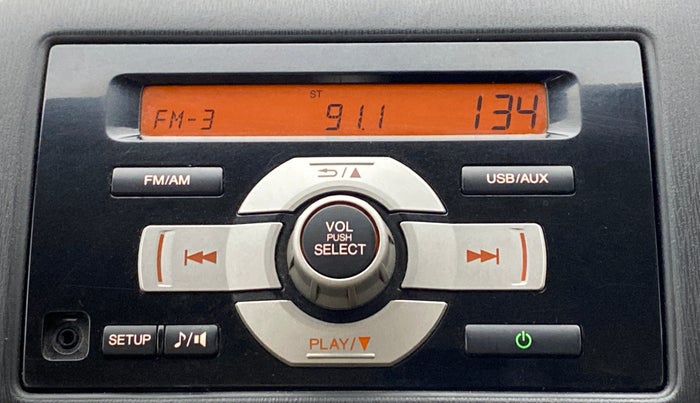 ST
FM-3 91.1 134
FM/AM
USB/AUX
VOL
PUSH
SELECT
SETUP
PLAY/